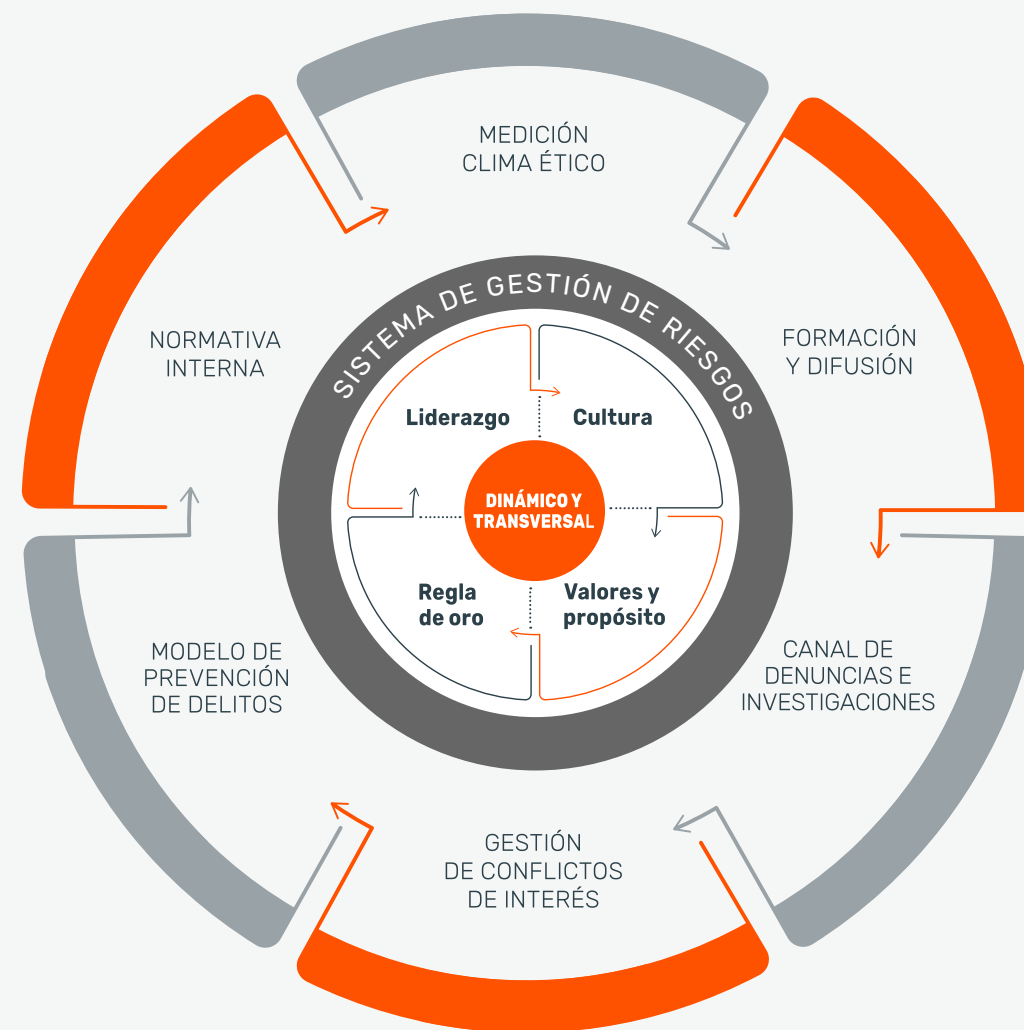 MEDICIÓN
CLIMA ÉTICO
NORMATIVA
INTERNA
FORMACIÓN
Y DIFUSIÓN
SISTEMA DE GESTIÓN DE RIESGOS
Liderazgo
Cultura
DINÁMICO Y
TRANSVERSAL
Regla
de oro
Valores y
propósito
MODELO DE
PREVENCIÓN
DE DELITOS
CANAL DE
DENUNCIAS E
INVESTIGACIONES
GESTIÓN
DE CONFLICTOS
DE INTERÉS